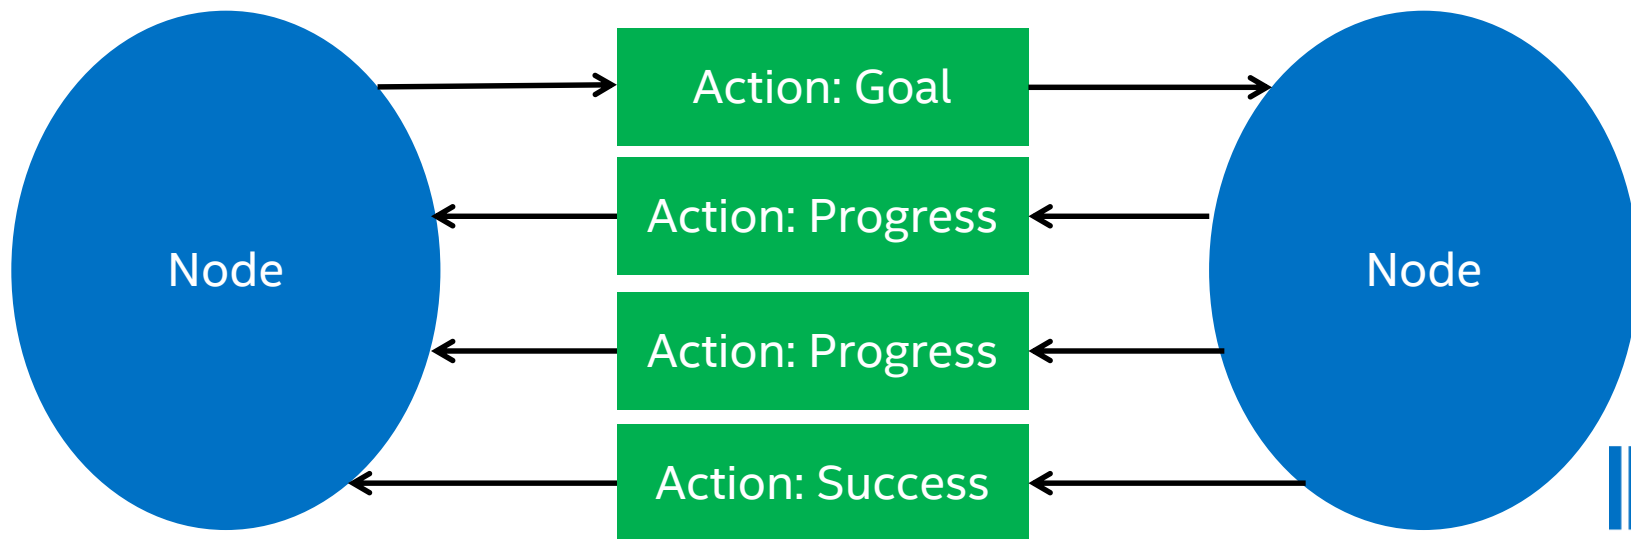 Action: Goal
Action: Progress
Node
Node
Action: Progress
Action: Success